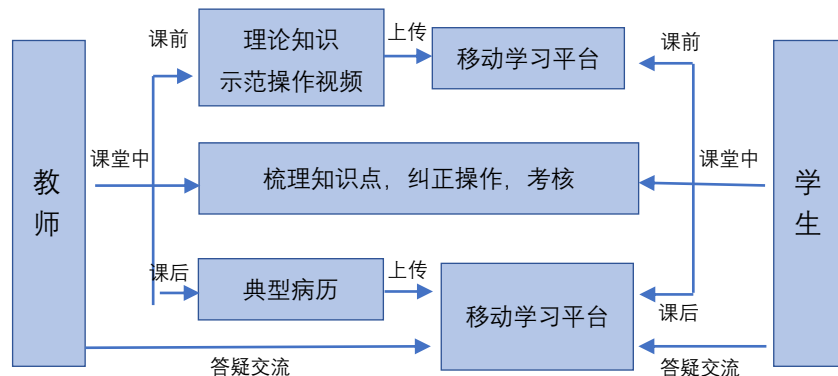 课前
理论知识
示范操作视频
上传
移动学习平台
课前
教师
课堂中
梳理知识点，纠正操作，考核
课堂中
学生
课后
典型病历
上传
移动学习平台
课后
答疑交流
答疑交流